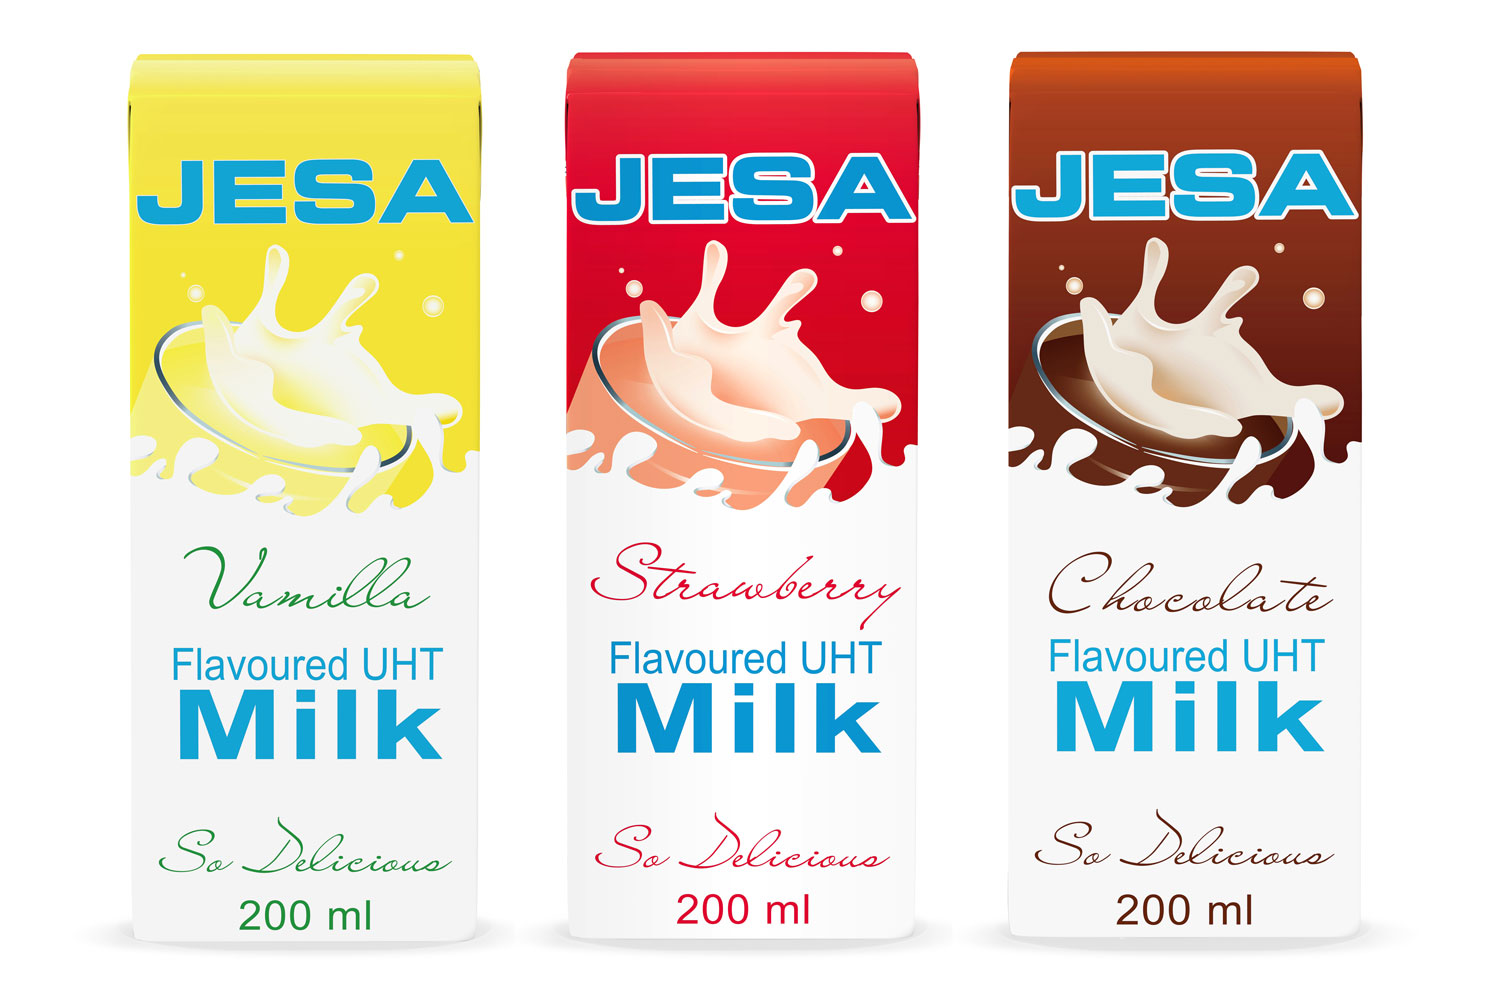 JESA
Vamilla
Flavoured UHT
Milk
So Delicious
200 ml
JESA
Strawberry
Flavoured UHT
Milk
So Delicious
200 ml
JESA
Chocolate
Flavoured UHT
Milk
So Delicious
200 ml